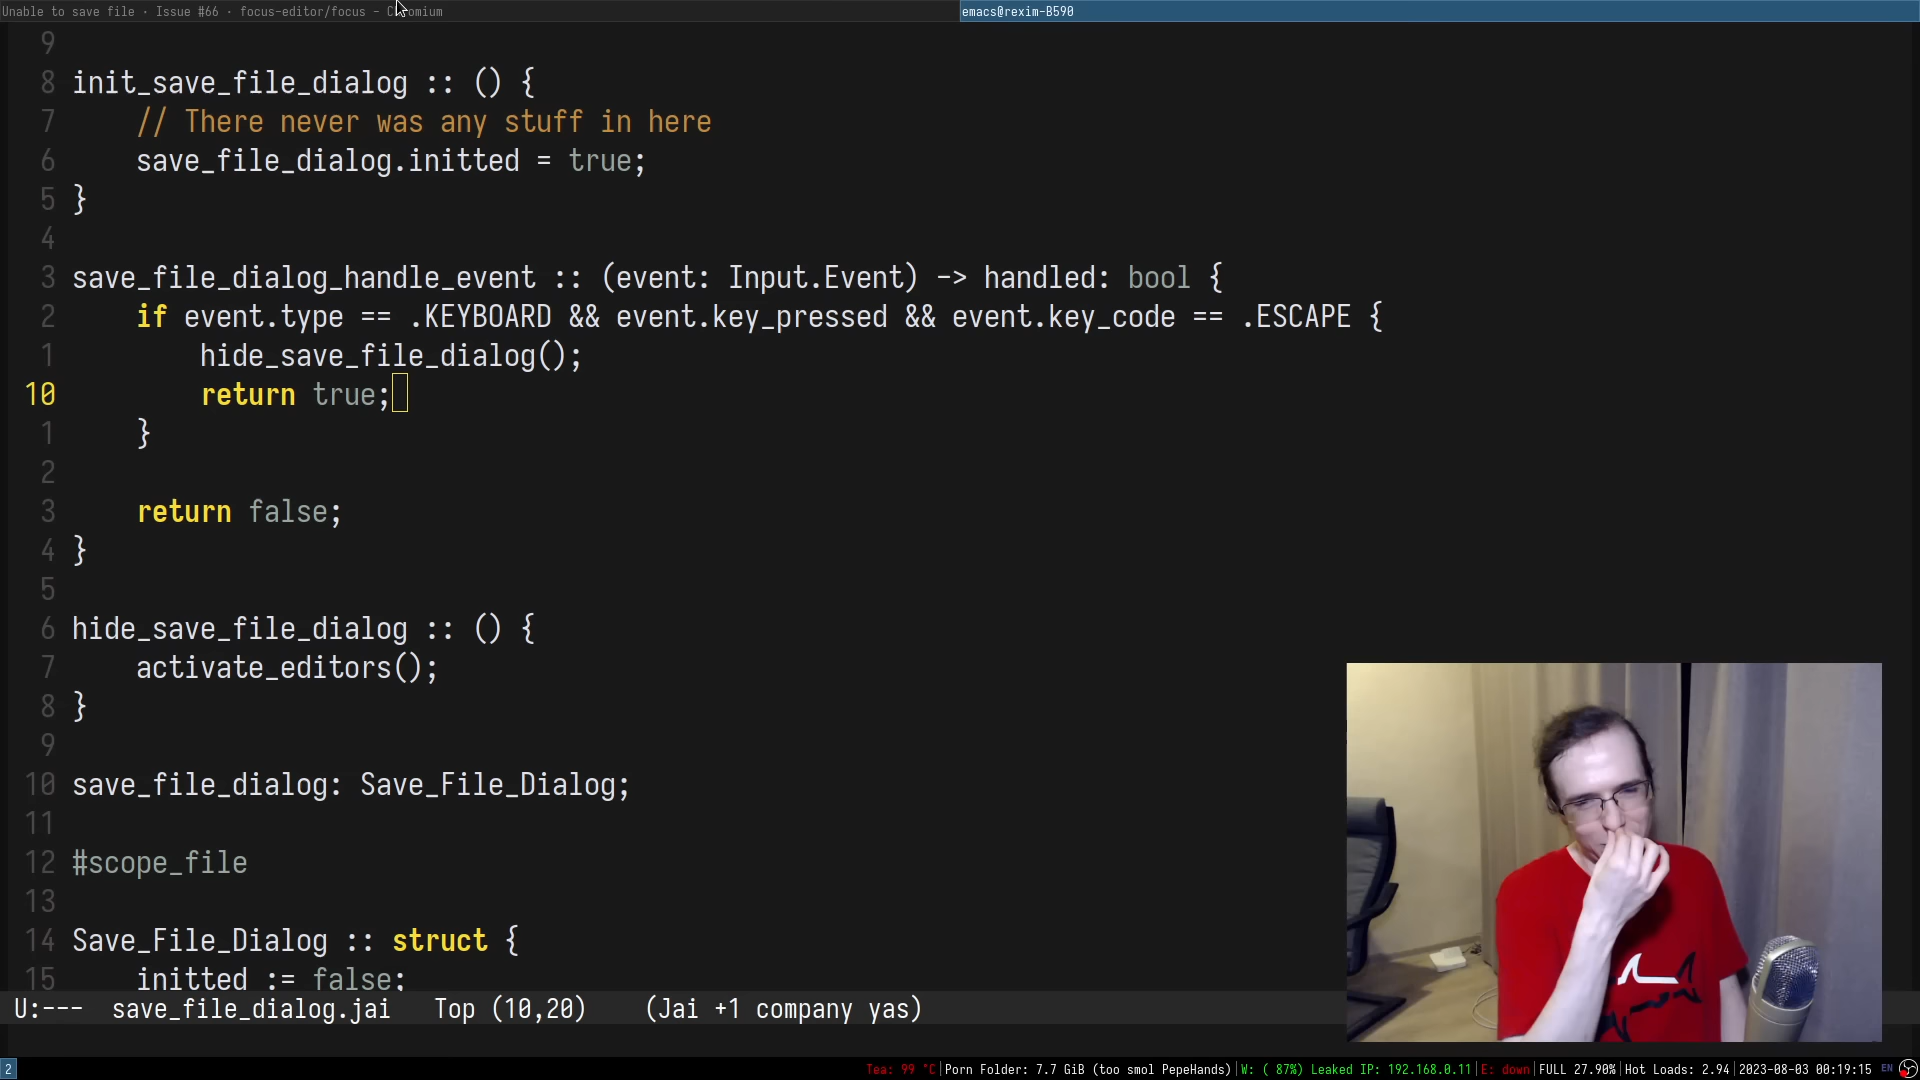 Unable to save file · Issue #66 · focus-editor/focus - Chromium
emacs@rexim-B590
9
8 init_save_file_dialog :: () {
7 // There never was any stuff in here
6 save_file_dialog.initted = true;
5 }
4
3 save_file_dialog_handle_event :: (event: Input.Event) -> handled: bool {
2 if event.type == .KEYBOARD && event.key_pressed && event.key_code == .ESCAPE {
1 hide_save_file_dialog();
10 return true;
1 }
2
3 return false;
4 }
5
6 hide_save_file_dialog :: () {
7 activate_editors();
8 }
9
10 save_file_dialog: Save_File_Dialog;
11
12 #scope_file
13
14 Save_File_Dialog :: struct {
15 initted := false;
U:--- save_file_dialog.jai Top (10,20) (Jai +1 company yas)
2 Tea: 99 °C|Porn Folder: 7.7 GiB (too smol PepeHands)|W: ( 87%) Leaked IP: 192.168.0.11|E: down|FULL 27.90%|Hot Loads: 2.94|2023-08-03 00:19:15 EN